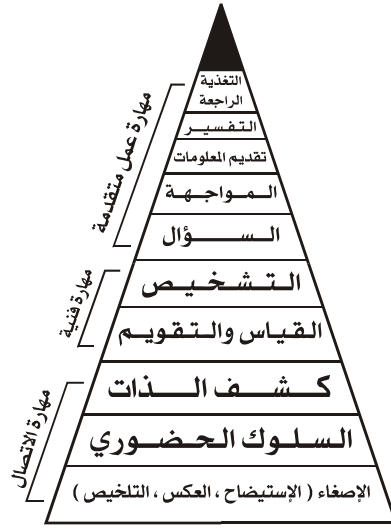 التغذية
الراجعة
التفسير
تقديم المعلومات
المواجهة
السؤال
التشخيص
القياس والتقويم
كشف الذات
السلوك الحضوري
الإصغاء ( الإستيضاح ، العكس ، التلخيص )
مهارة عمل متقدمة
مهارة فنية
مهارة الاتصال